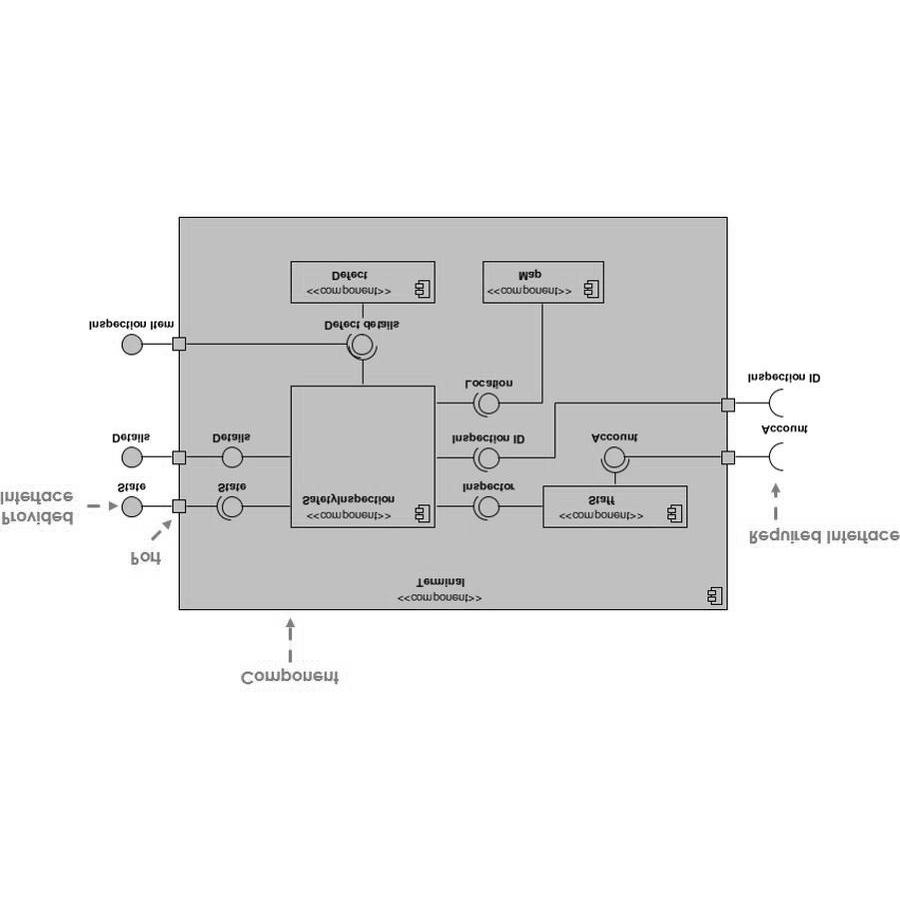 Component
<<component>>
Terminal
Port
Provided
Interface
State
State
<<component>>
SafetyInspection
Inspector
<<component>>
Staff
Required Interface
Details
Details
Inspection ID
Account
Account
Location
Inspection ID
Inspection Item
Defect details
<<component>>
Defect
<<component>>
Map